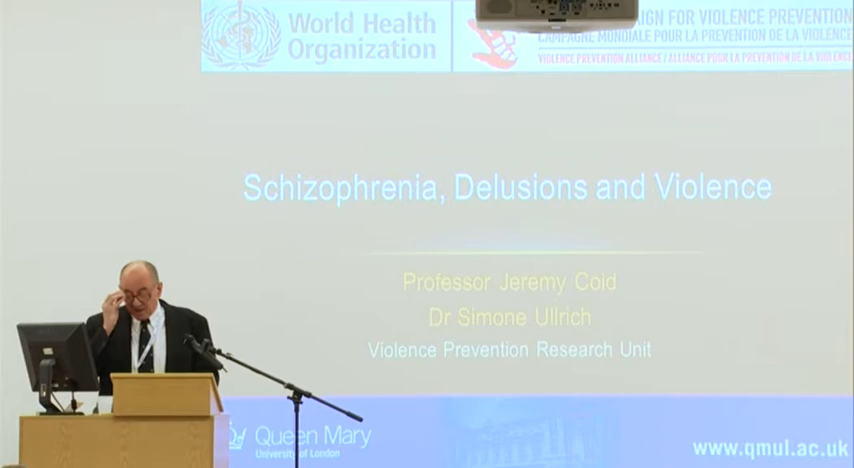 World Health
Organization
IGN FOR VIOLENCE PREVENTION
CAMPAGNE MONDIALE POUR LA PREVENTION DE LA VIOLENCE
VIOLENCE PREVENTION ALLIANCE / ALLIANCE POUR LA PREVENTION DE LA VIOLENCE
Schizophrenia, Delusions and Violence
Professor Jeremy Coid
Dr Simone Ullrich
Violence Prevention Research Unit
Queen Mary
University of London
www.qmul.ac.uk